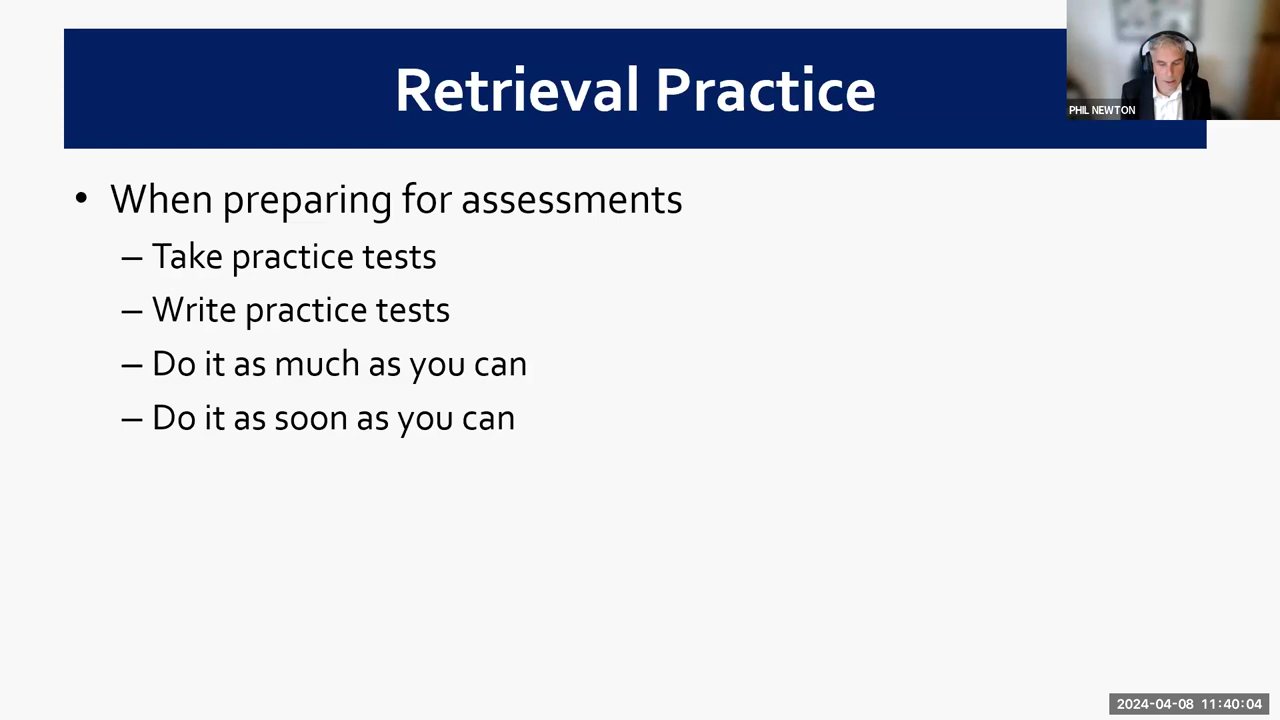 Retrieval Practice
PHIL NEWTON
• When preparing for assessments
– Take practice tests
– Write practice tests
– Do it as much as you can
– Do it as soon as you can
2024-04-08 11:40:04